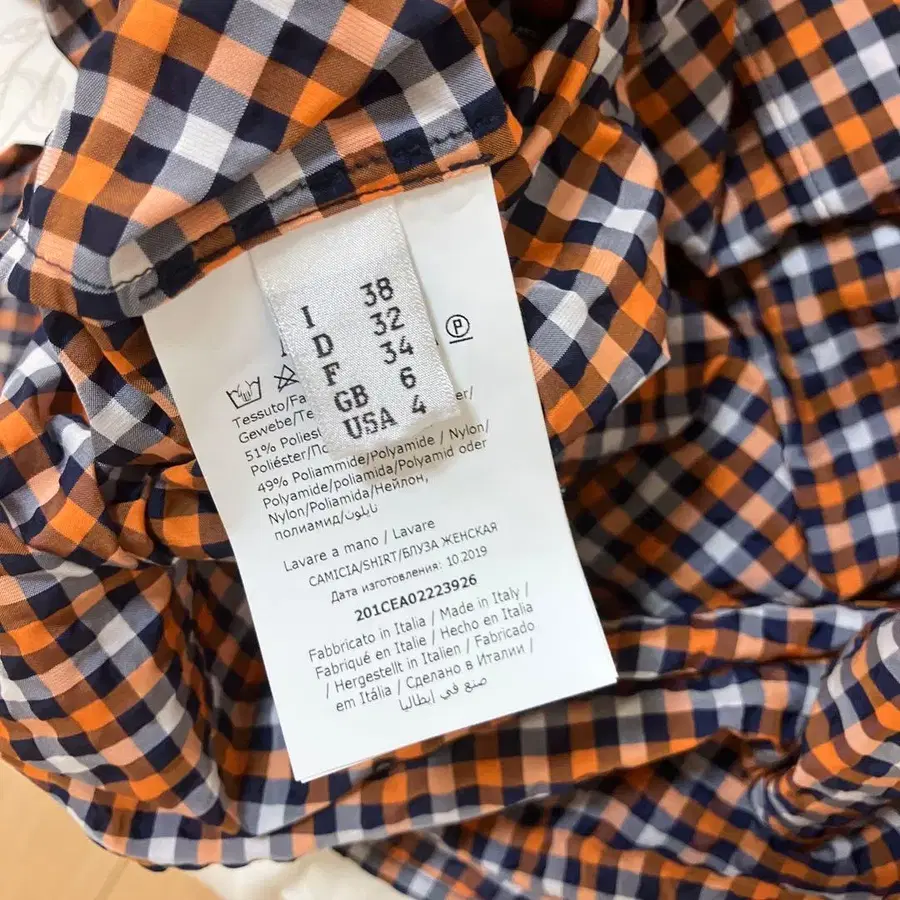 I 38
D 32
F 34
GB 6
USA 4
P
Tessuto/Fa
Gewebe/Te
51% Polies
Poliéster/По
49% Poliammide/Polyamide / Nylon/
Polyamide/poliamida/Polyamid oder
Nylon/Poliamida/Нейлон,
полиамид/نايلون
Lavare a mano / Lavare
CAMICIA/SHIRT/БЛУЗА ЖЕНСКАЯ
Дата изготовления: 10.2019
201CEA02223926
Fabbricato in Italia / Made in Italy /
Fabriqué en Italie / Hecho en Italia
/ Hergestellt in Italien / Fabricado
em Itália / Сделано в Италии /
صنع في إيطاليا